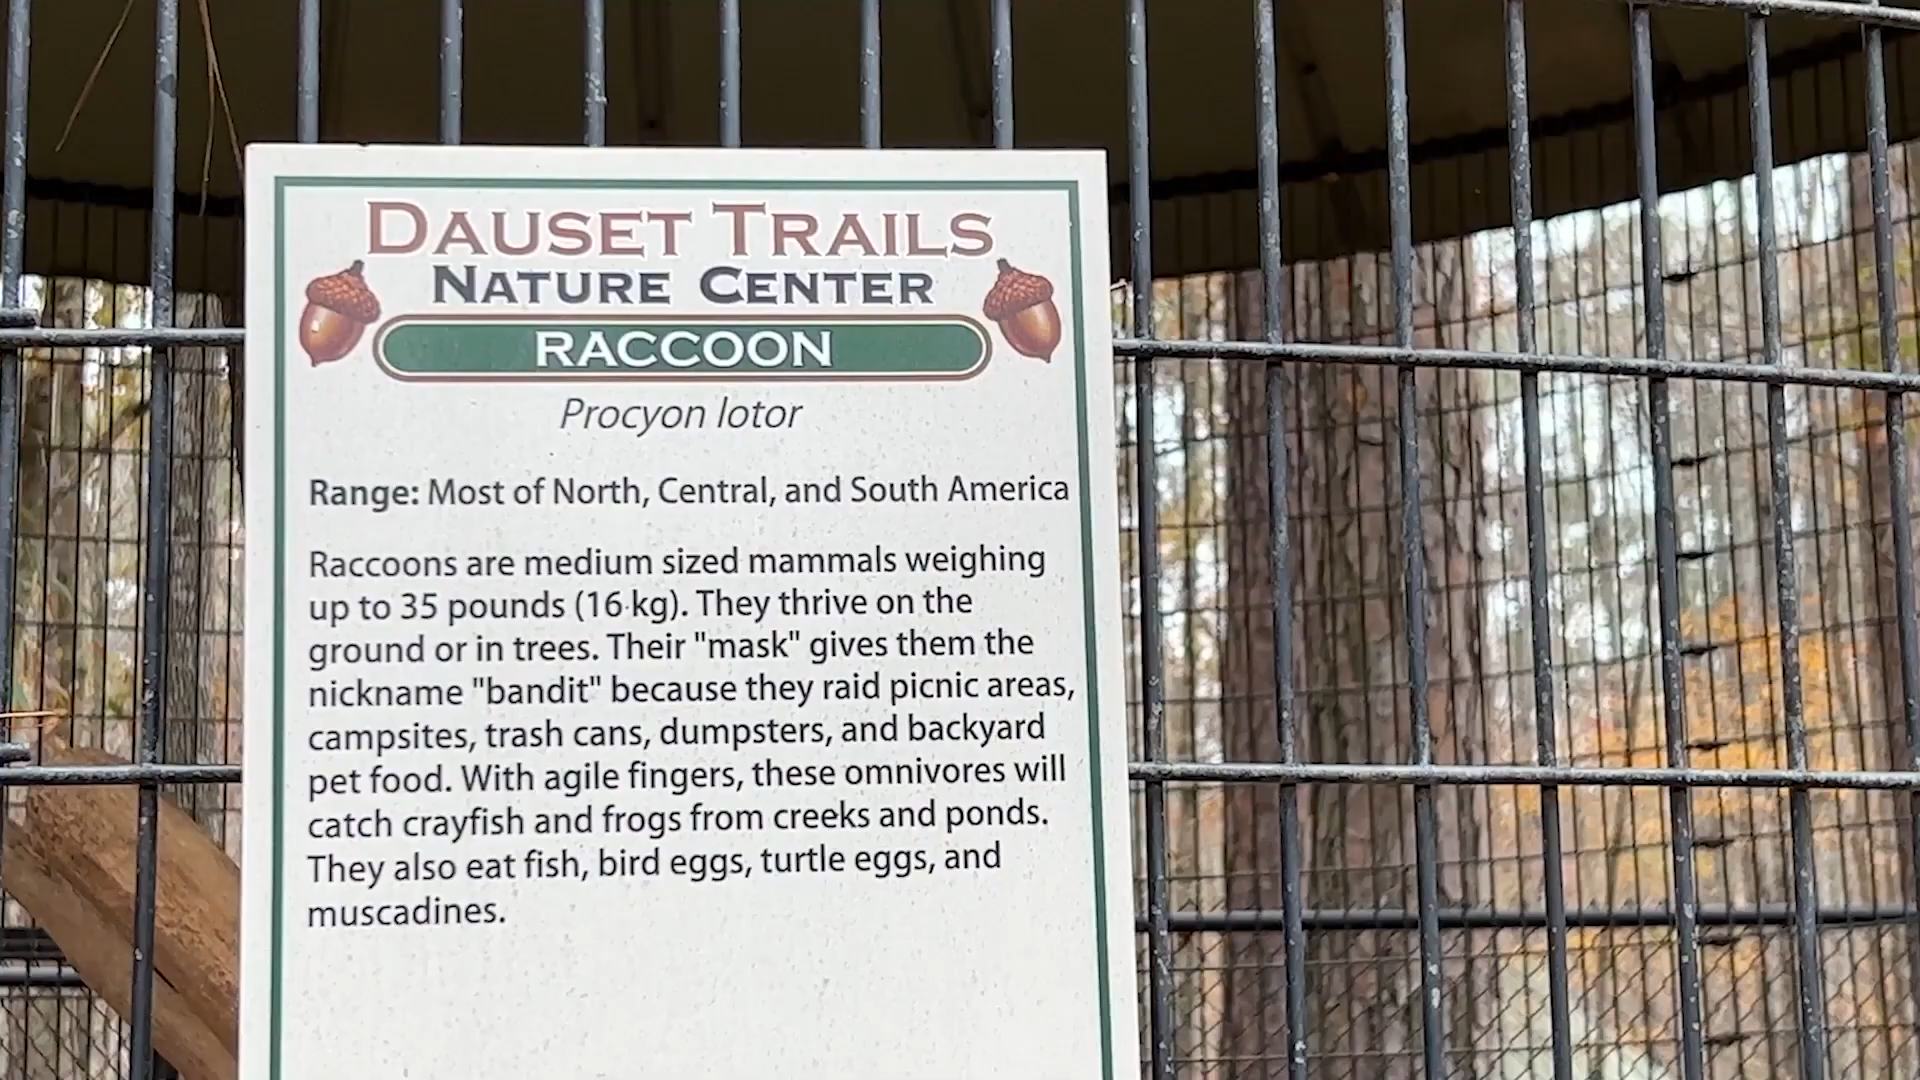 DAUSET TRAILS
NATURE CENTER
RACCOON
Procyon lotor
Range: Most of North, Central, and South America
Raccoons are medium sized mammals weighing
up to 35 pounds (16 kg). They thrive on the
ground or in trees. Their "mask" gives them the
nickname "bandit" because they raid picnic areas,
campsites, trash cans, dumpsters, and backyard
pet food. With agile fingers, these omnivores will
catch crayfish and frogs from creeks and ponds.
They also eat fish, bird eggs, turtle eggs, and
muscadines.